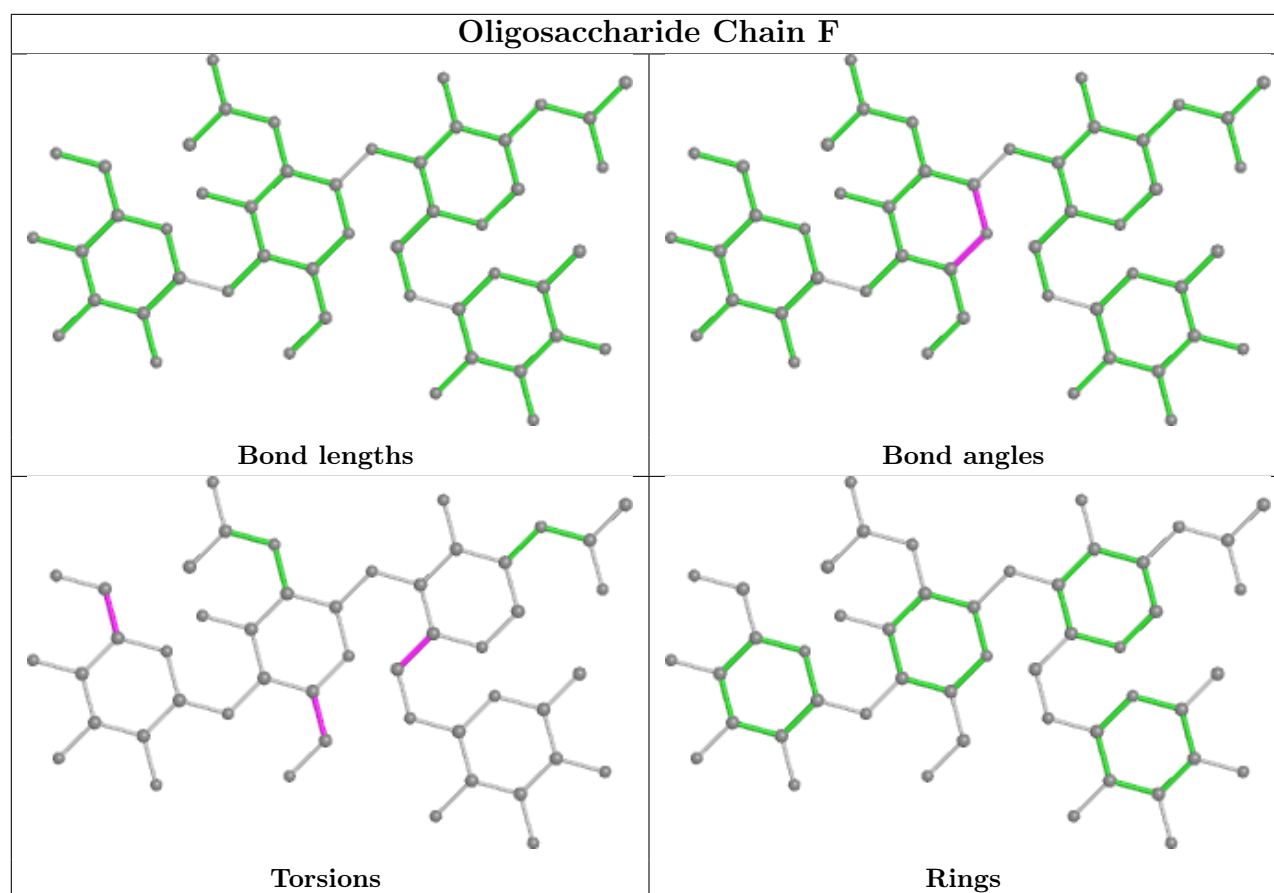 Oligosaccharide Chain F
Bond lengths
Bond angles
Torsions
Rings